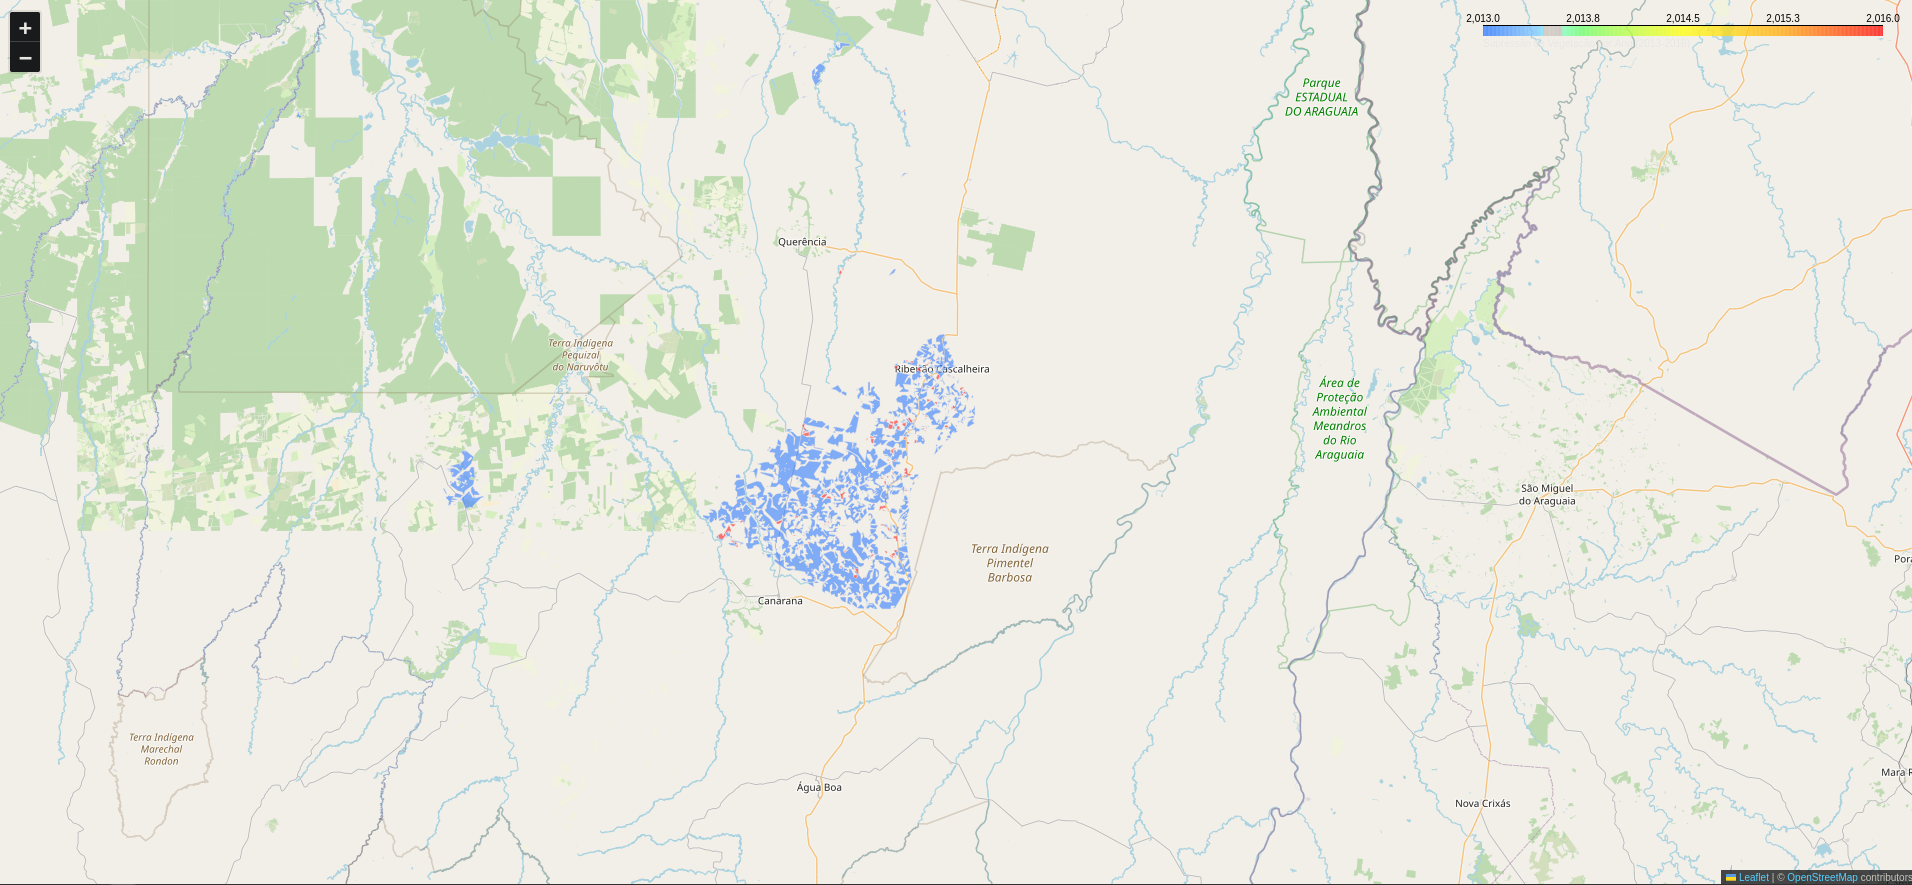 +
−
2,013.0 2,013.8 2,014.5 2,015.3 2,016.0
Parque
ESTADUAL
DO ARAGUAIA
Querência
Terra Indígena
Pequizal
do Naruvôtu
Ribeirão Cascalheira
Área de
Proteção
Ambiental
Meandros
do Rio
Araguaia
São Miguel
do Araguaia
Terra Indígena
Pimentel
Barbosa
Pora
Canarana
Terra Indígena
Marechal
Rondon
Água Boa
Mara R
Nova Crixás
Leaflet | © OpenStreetMap contributors